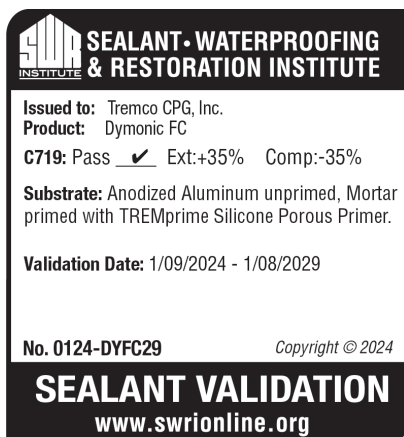 SWR
INSTITUTE
SEALANT • WATERPROOFING
& RESTORATION INSTITUTE
Issued to: Tremco CPG, Inc.
Product: Dymonic FC
C719: Pass ✔ Ext:+35% Comp:-35%
Substrate: Anodized Aluminum unprimed, Mortar
primed with TREMprime Silicone Porous Primer.
Validation Date: 1/09/2024 - 1/08/2029
No. 0124-DYFC29 Copyright © 2024
SEALANT VALIDATION
www.swrionline.org